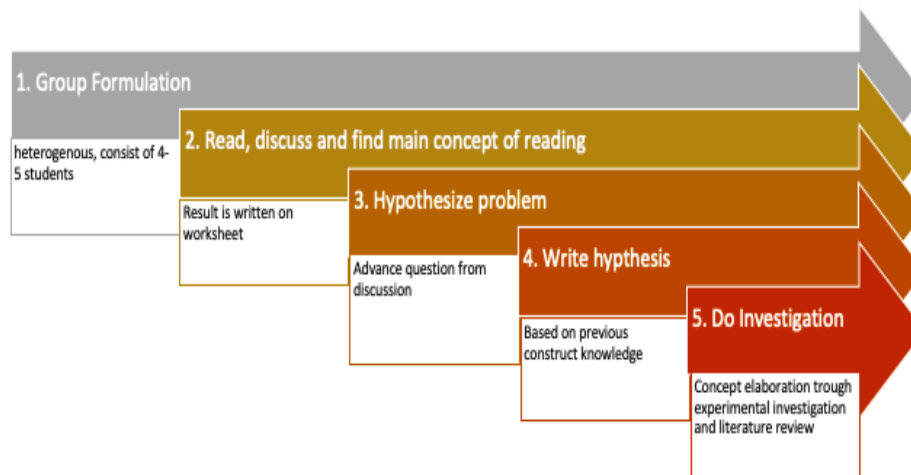 1. Group Formulation
heterogenous, consist of 4-
5 students
2. Read, discuss and find main concept of reading
Result is written on
worksheet
3. Hypothesize problem
Advance question from
discussion
4. Write hypthesis
Based on previous
construct knowledge
5. Do Investigation
Concept elaboration trough
experimental investigation
and literature review